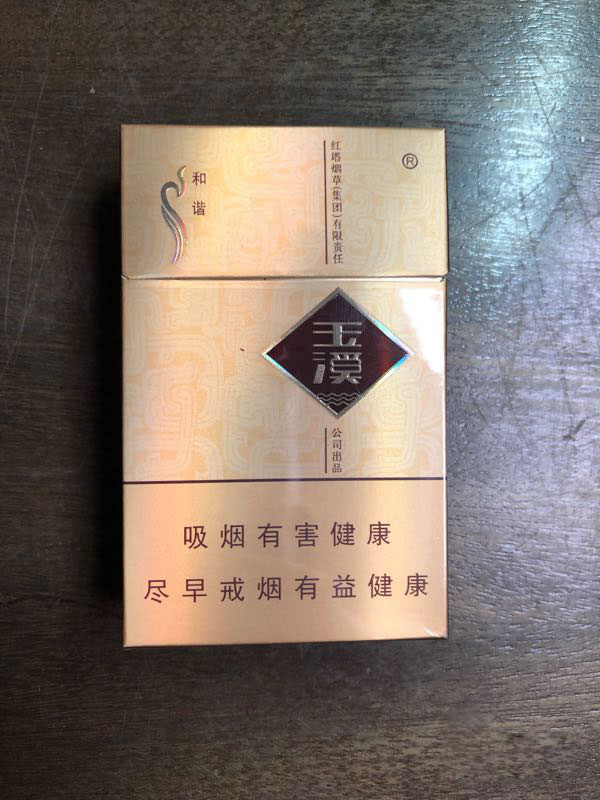 和谐
红塔烟草(集团)有限责任
®
玉溪
公司出品
吸烟有害健康
尽早戒烟有益健康